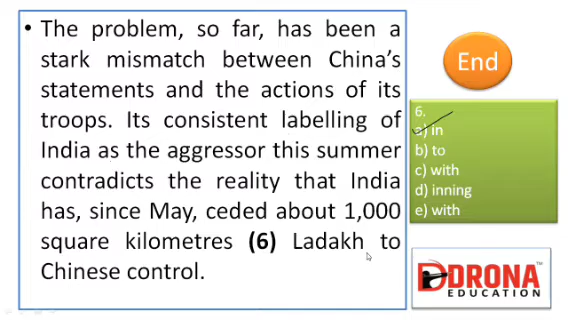 The problem, so far, has been a
stark mismatch between China's
statements and the actions of its
troops. Its consistent labelling of
India as the aggressor this summer
contradicts the reality that India
has, since May, ceded about 1,000
square kilometres (6) Ladakh to
Chinese control.
End
6.
a) in
b) to
c) with
d) inning
e) with
DRONA
EDUCATION
TM